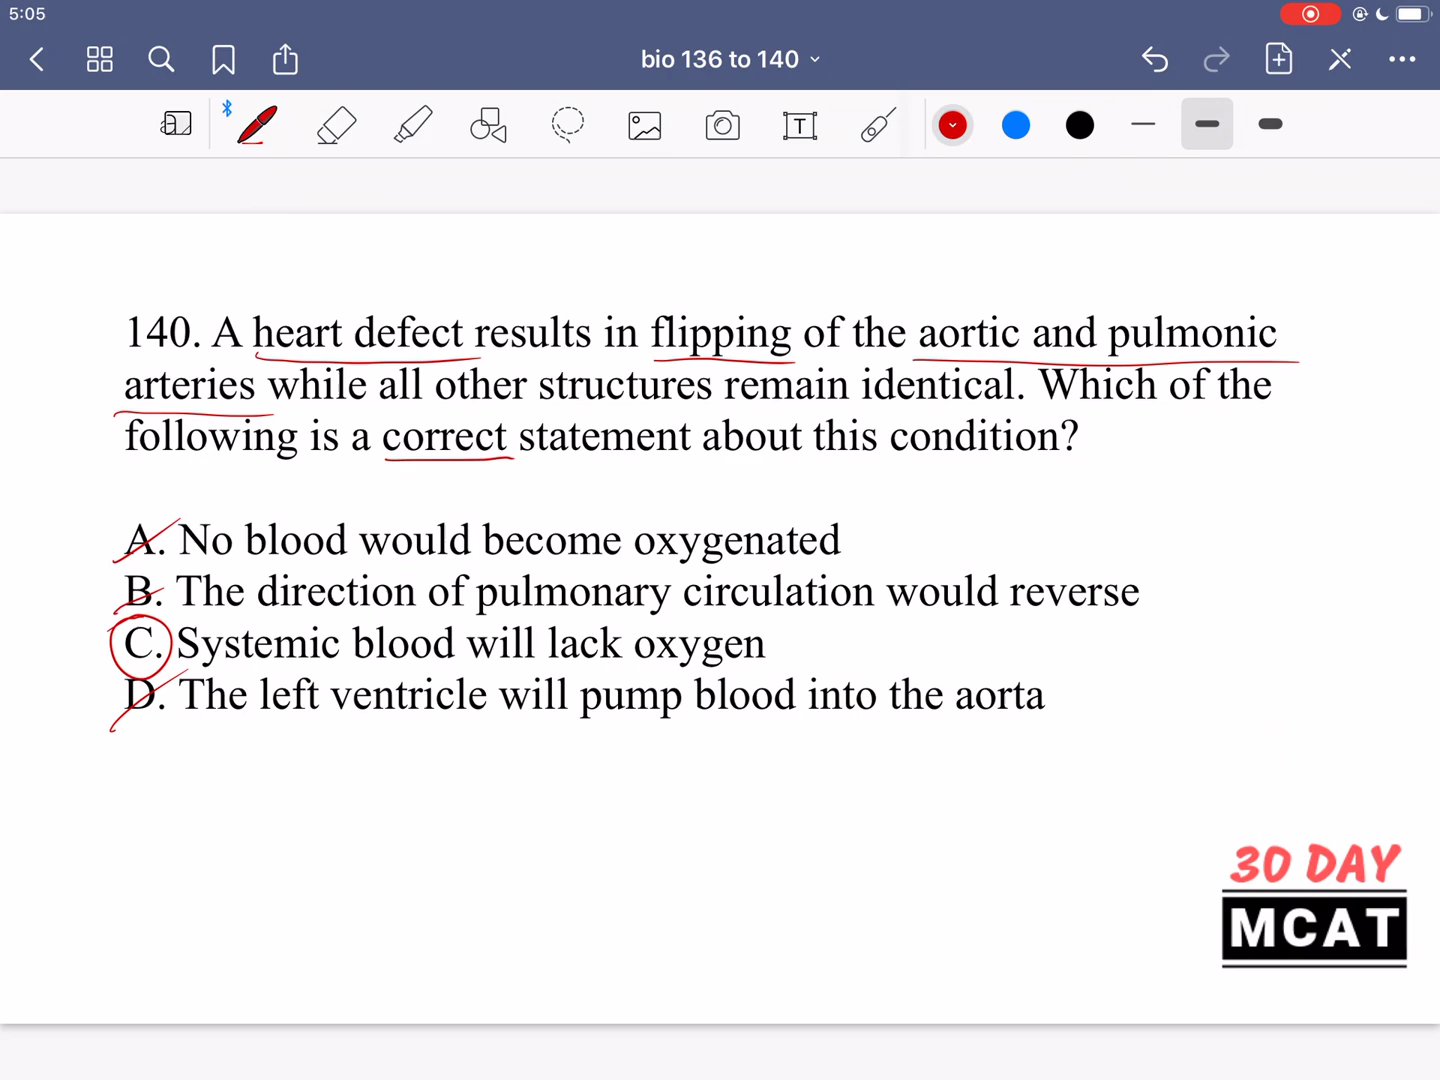 5:05
bio 136 to 140
a
T
140. A heart defect results in flipping of the aortic and pulmonic
arteries while all other structures remain identical. Which of the
following is a correct statement about this condition?
A. No blood would become oxygenated
B. The direction of pulmonary circulation would reverse
C. Systemic blood will lack oxygen
D. The left ventricle will pump blood into the aorta
30 DAY
MCAT